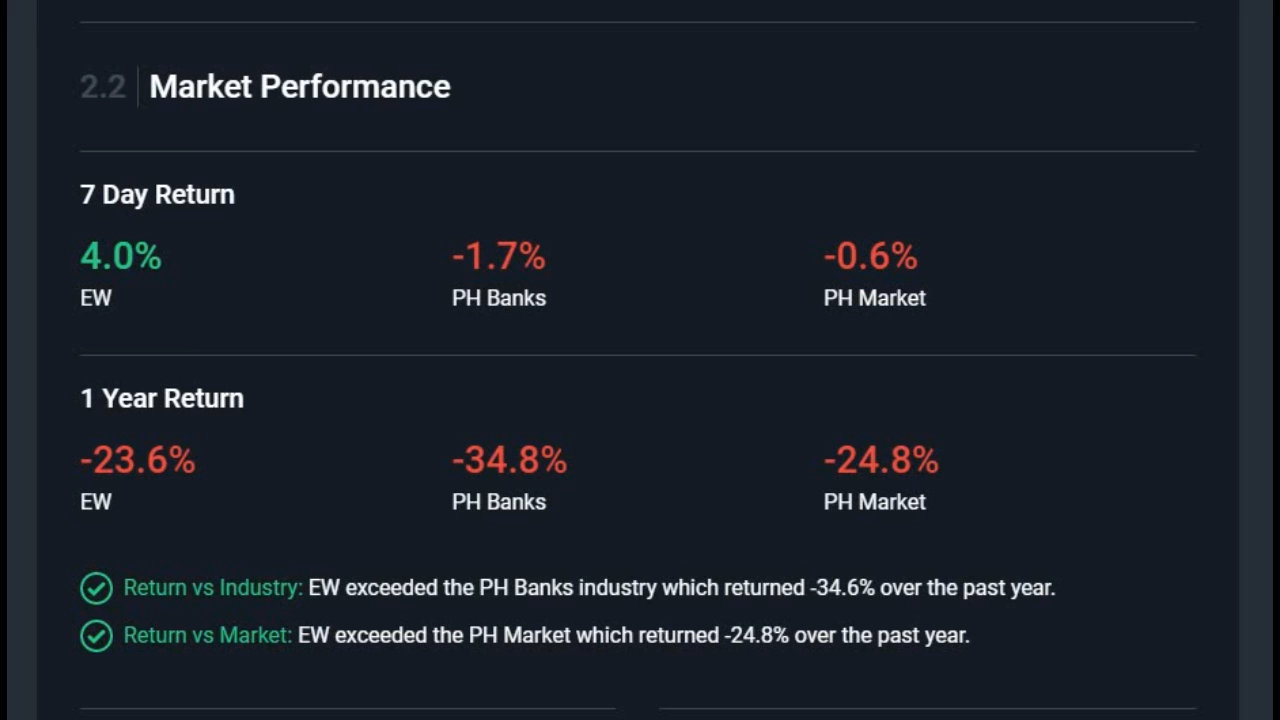 2.2 Market Performance
7 Day Return
4.0% -1.7% -0.6%
EW PH Banks PH Market
1 Year Return
-23.6% -34.8% -24.8%
EW PH Banks PH Market
Return vs Industry: EW exceeded the PH Banks industry which returned -34.6% over the past year.
Return vs Market: EW exceeded the PH Market which returned -24.8% over the past year.